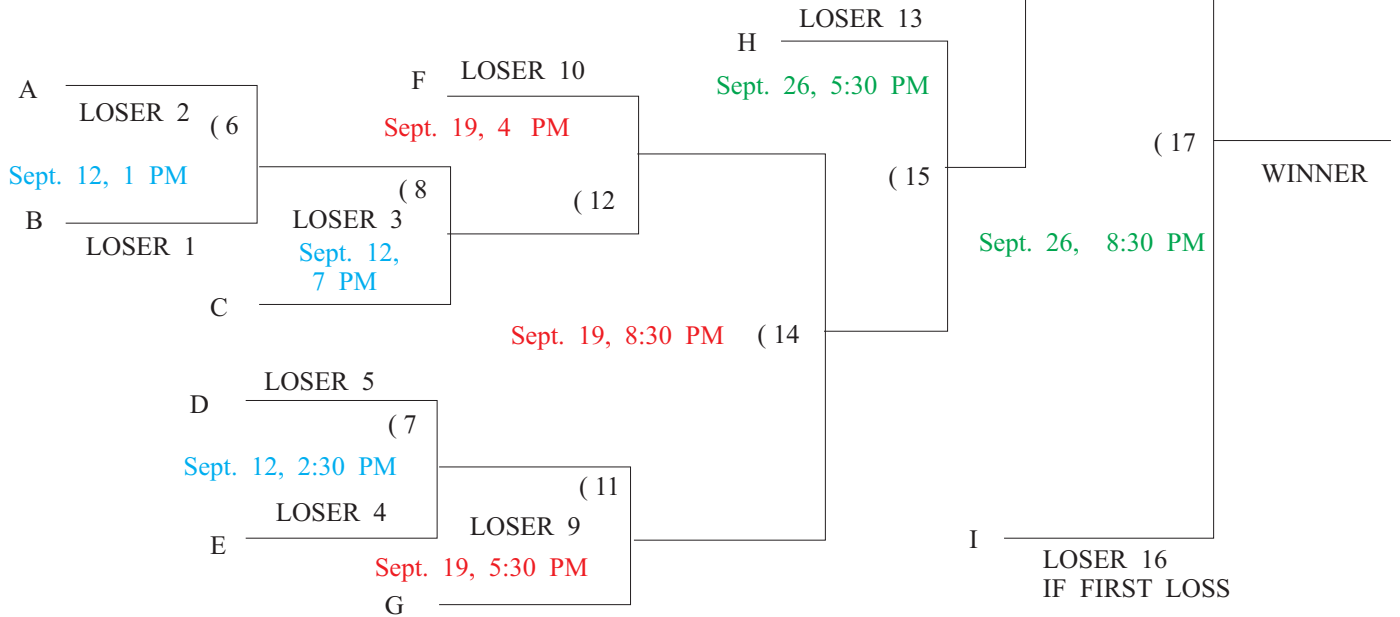 LOSER 13
H
Sept. 26, 5:30 PM
F
LOSER 10
A
LOSER 2
( 6
Sept. 19, 4 PM
Sept. 12, 1 PM
( 8
( 12
( 15
( 17
WINNER
B
LOSER 1
LOSER 3
Sept. 12,
7 PM
C
Sept. 26, 8:30 PM
Sept. 19, 8:30 PM
( 14
LOSER 5
D
( 7
Sept. 12, 2:30 PM
( 11
LOSER 4
E
LOSER 9
Sept. 19, 5:30 PM
G
I
LOSER 16
IF FIRST LOSS